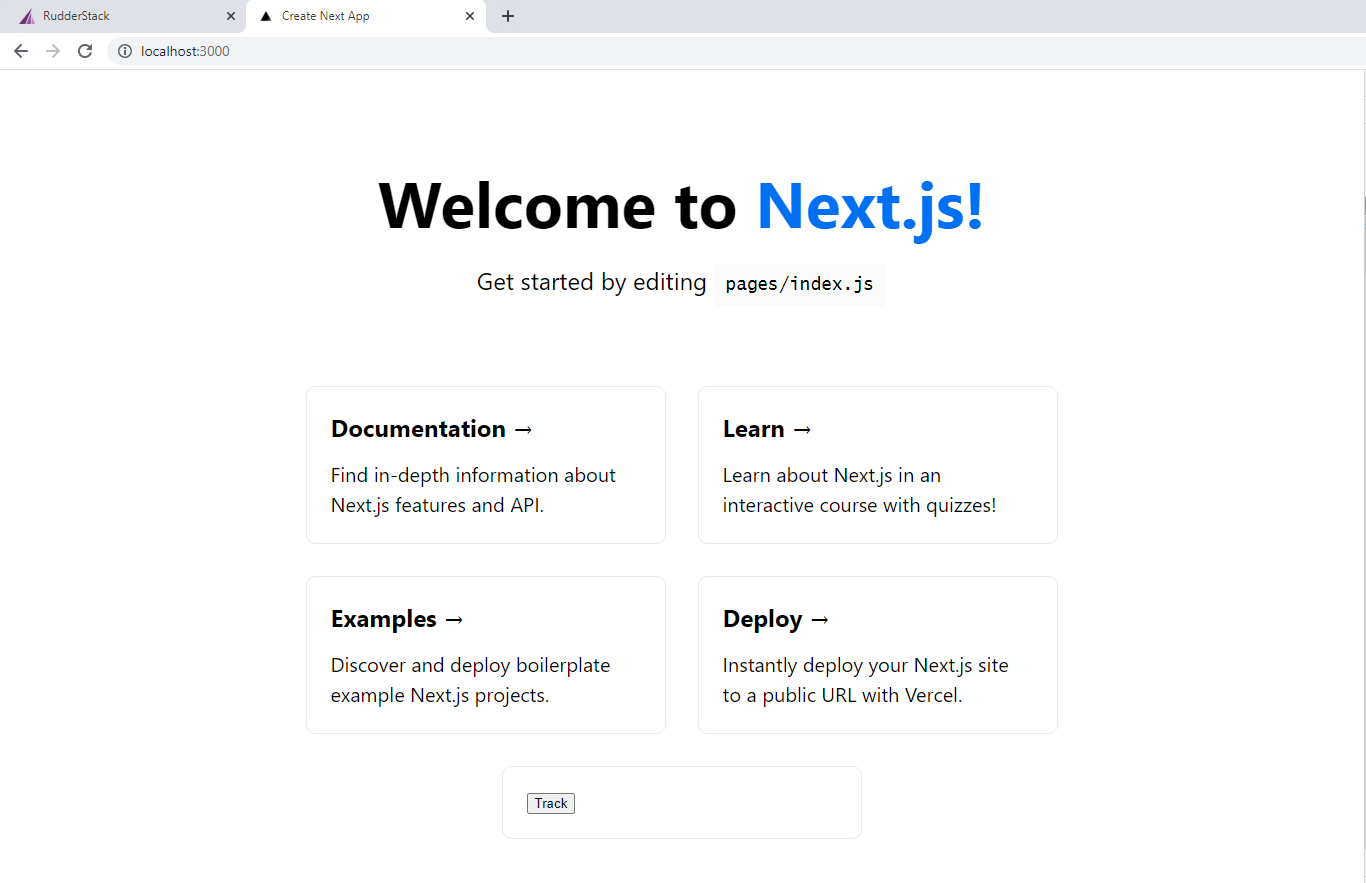 RudderStack
Create Next App
localhost:3000
Welcome to Next.js!
Get started by editing pages/index.js
Documentation →
Find in-depth information about
Next.js features and API.
Learn →
Learn about Next.js in an
interactive course with quizzes!
Examples →
Discover and deploy boilerplate
example Next.js projects.
Deploy →
Instantly deploy your Next.js site
to a public URL with Vercel.
Track